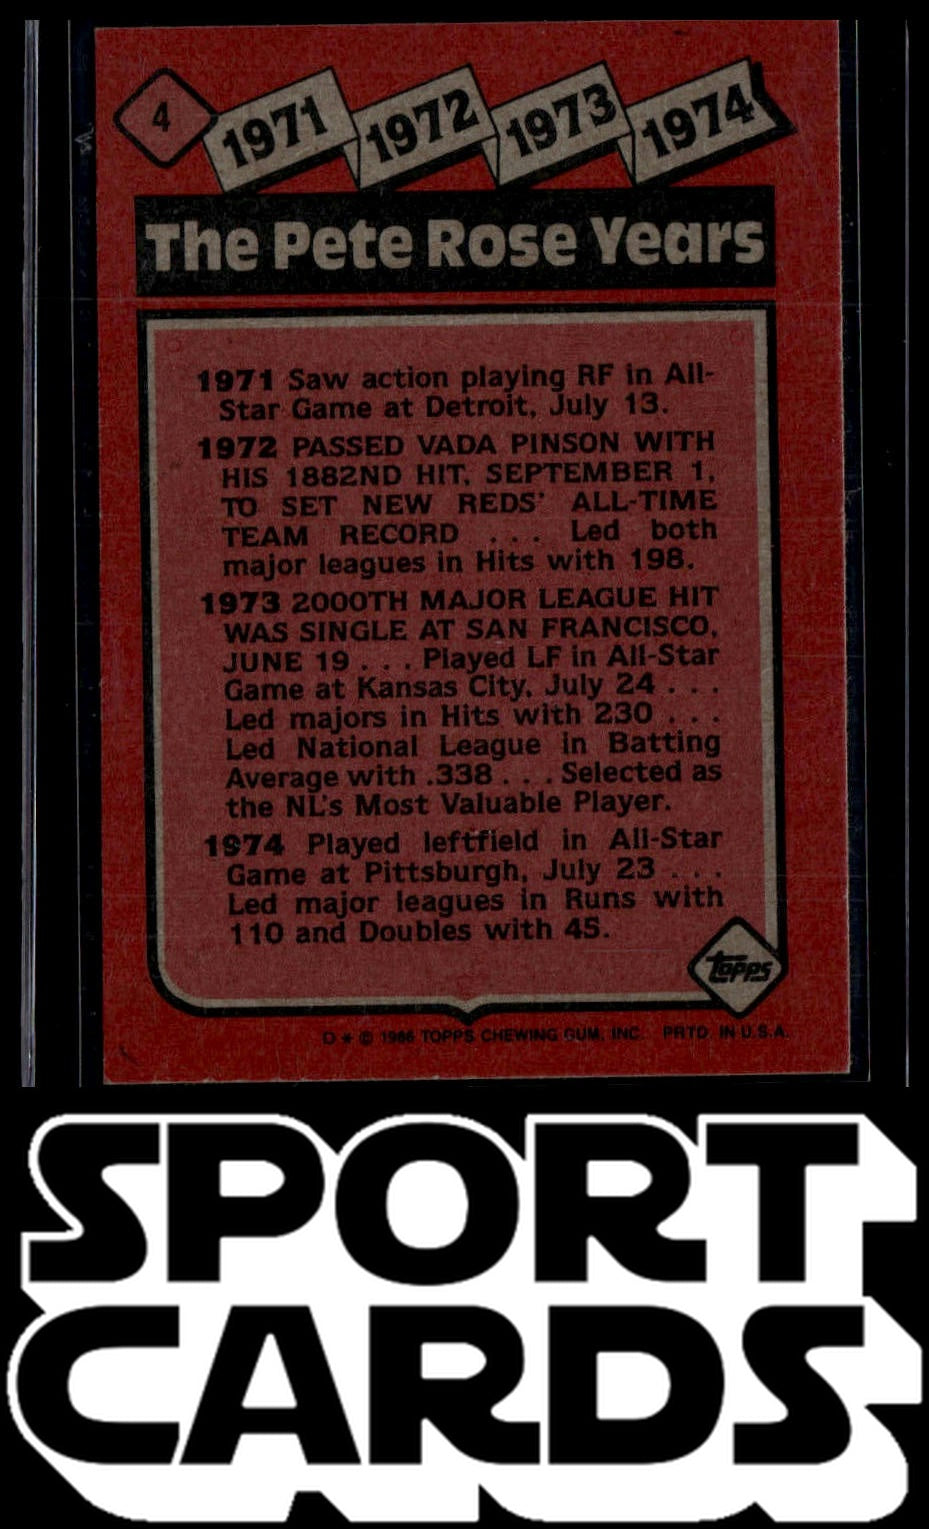 4
1971 1972 1973 1974
The Pete Rose Years
1971 Saw action playing RF in All-
Star Game at Detroit, July 13.
1972 PASSED VADA PINSON WITH
HIS 1882ND HIT, SEPTEMBER 1,
TO SET NEW REDS' ALL-TIME
TEAM RECORD . . . Led both
major leagues in Hits with 198.
1973 2000TH MAJOR LEAGUE HIT
WAS SINGLE AT SAN FRANCISCO,
JUNE 19 . . . Played LF in All-Star
Game at Kansas City, July 24 . . .
Led majors in Hits with 230 . . .
Led National League in Batting
Average with .338 . . . Selected as
the NL's Most Valuable Player.
1974 Played leftfield in All-Star
Game at Pittsburgh, July 23 . . .
Led major leagues in Runs with
110 and Doubles with 45.
topps
D * © 1986 TOPPS CHEWING GUM, INC. PRTD. IN U.S.A.
SPORT
CARDS